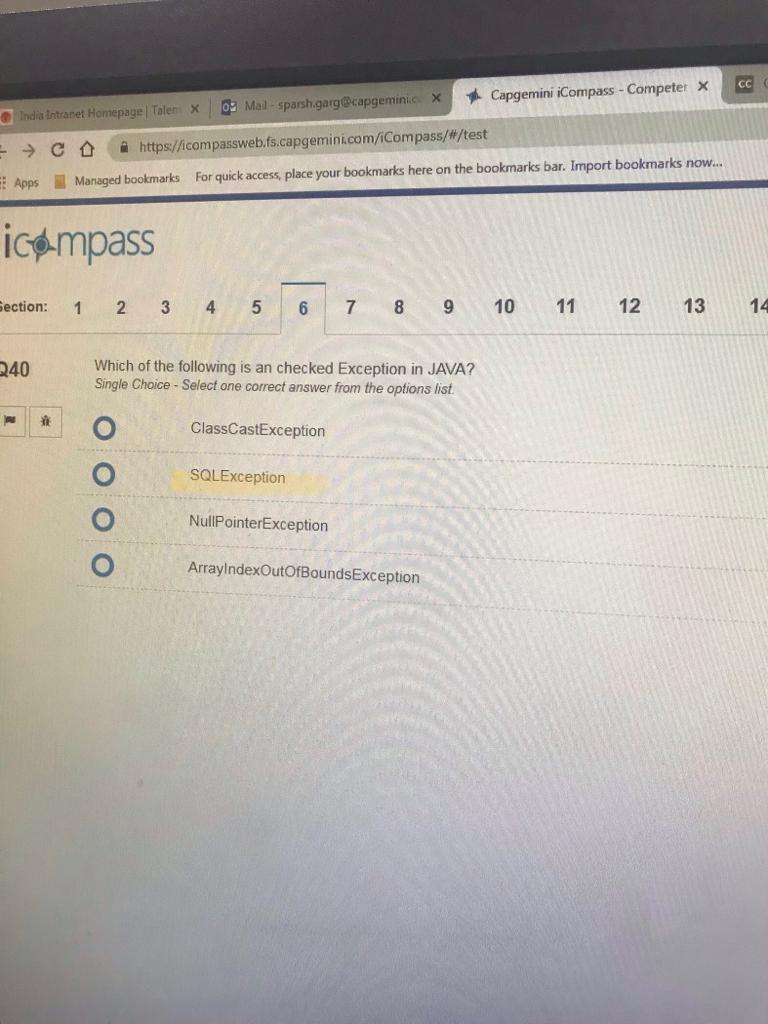 India Intranet Homepage | Talen × Mail - sparsh.garg@capgemini.c × Capgemini iCompass - Competer × CC
https://icompassweb.fs.capgemini.com/iCompass/#/test
Apps Managed bookmarks For quick access, place your bookmarks here on the bookmarks bar. Import bookmarks now...
icompass
Section: 1 2 3 4 5 6 7 8 9 10 11 12 13 14
Q40 Which of the following is an checked Exception in JAVA?
Single Choice - Select one correct answer from the options list.
ClassCastException
SQLException
NullPointerException
ArrayIndexOutOfBoundsException